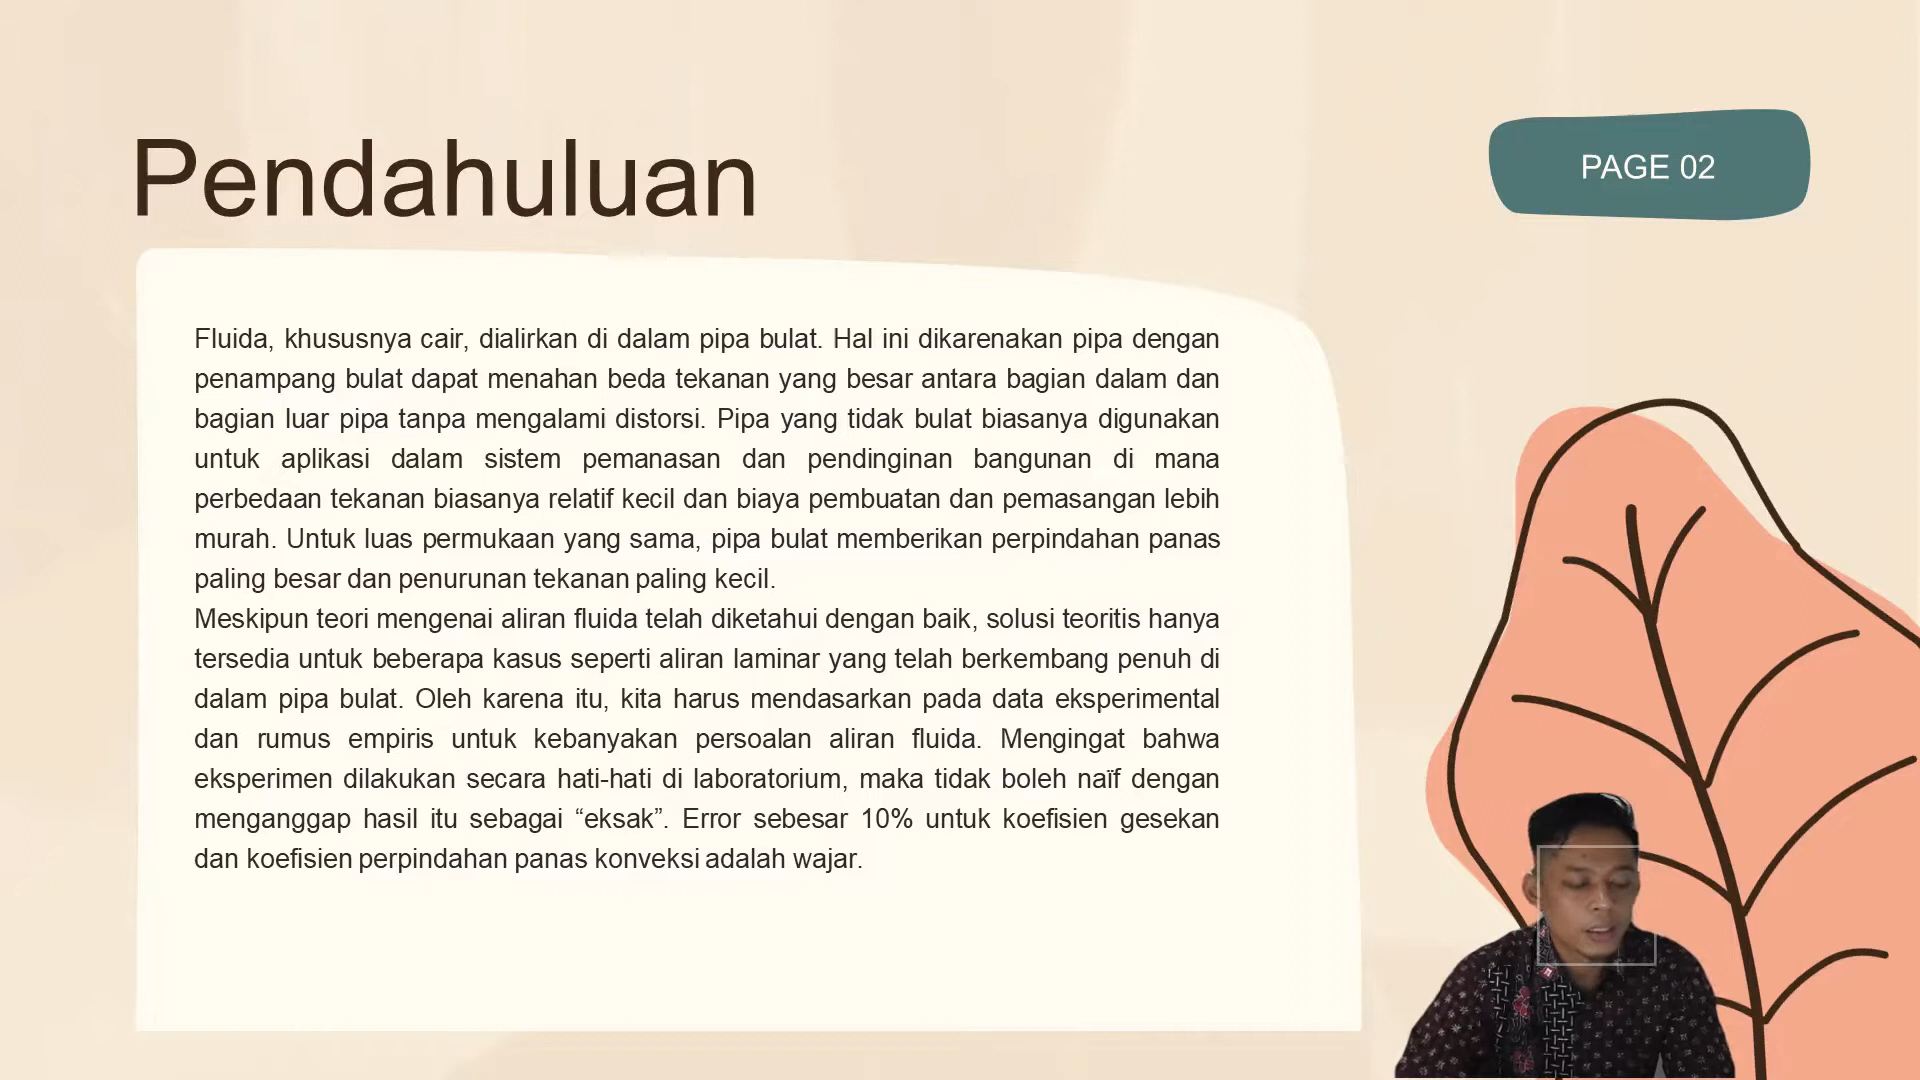 Pendahuluan
PAGE 02
Fluida, khususnya cair, dialirkan di dalam pipa bulat. Hal ini dikarenakan pipa dengan
penampang bulat dapat menahan beda tekanan yang besar antara bagian dalam dan
bagian luar pipa tanpa mengalami distorsi. Pipa yang tidak bulat biasanya digunakan
untuk aplikasi dalam sistem pemanasan dan pendinginan bangunan di mana
perbedaan tekanan biasanya relatif kecil dan biaya pembuatan dan pemasangan lebih
murah. Untuk luas permukaan yang sama, pipa bulat memberikan perpindahan panas
paling besar dan penurunan tekanan paling kecil.
Meskipun teori mengenai aliran fluida telah diketahui dengan baik, solusi teoritis hanya
tersedia untuk beberapa kasus seperti aliran laminar yang telah berkembang penuh di
dalam pipa bulat. Oleh karena itu, kita harus mendasarkan pada data eksperimental
dan rumus empiris untuk kebanyakan persoalan aliran fluida. Mengingat bahwa
eksperimen dilakukan secara hati-hati di laboratorium, maka tidak boleh naïf dengan
menganggap hasil itu sebagai “eksak”. Error sebesar 10% untuk koefisien gesekan
dan koefisien perpindahan panas konveksi adalah wajar.